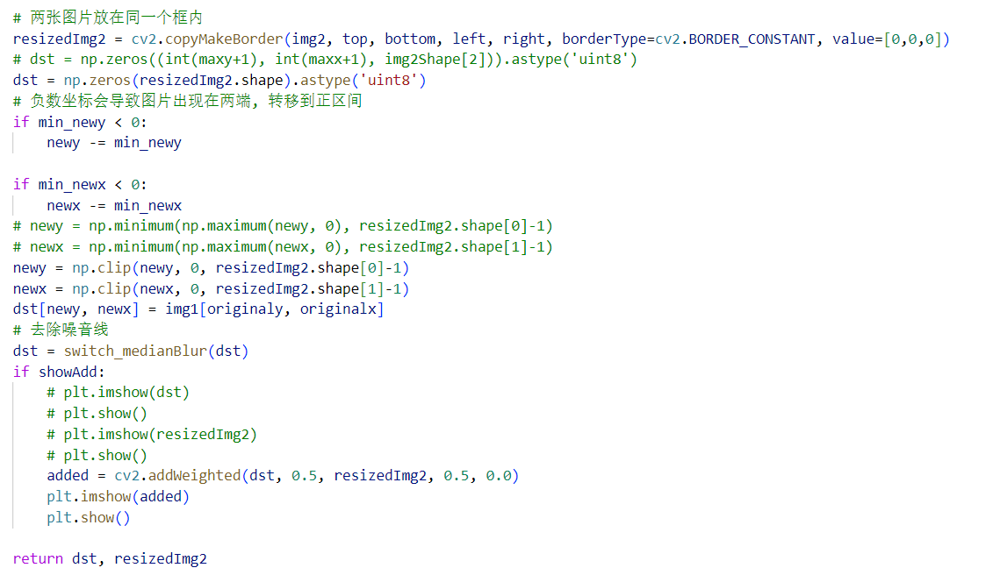 # 两张图片放在同一个框内
resizedImg2 = cv2.copyMakeBorder(img2, top, bottom, left, right, borderType=cv2.BORDER_CONSTANT, value=[0,0,0])
# dst = np.zeros((int(maxy+1), int(maxx+1), img2Shape[2])).astype('uint8')
dst = np.zeros(resizedImg2.shape).astype('uint8')
# 负数坐标会导致图片出现在两端, 转移到正区间
if min_newy < 0:
    newy -= min_newy

if min_newx < 0:
    newx -= min_newx
# newy = np.minimum(np.maximum(newy, 0), resizedImg2.shape[0]-1)
# newx = np.minimum(np.maximum(newx, 0), resizedImg2.shape[1]-1)
newy = np.clip(newy, 0, resizedImg2.shape[0]-1)
newx = np.clip(newx, 0, resizedImg2.shape[1]-1)
dst[newy, newx] = img1[originaly, originalx]
# 去除噪音线
dst = switch_medianBlur(dst)
if showAdd:
    # plt.imshow(dst)
    # plt.show()
    # plt.imshow(resizedImg2)
    # plt.show()
    added = cv2.addWeighted(dst, 0.5, resizedImg2, 0.5, 0.0)
    plt.imshow(added)
    plt.show()

return dst, resizedImg2